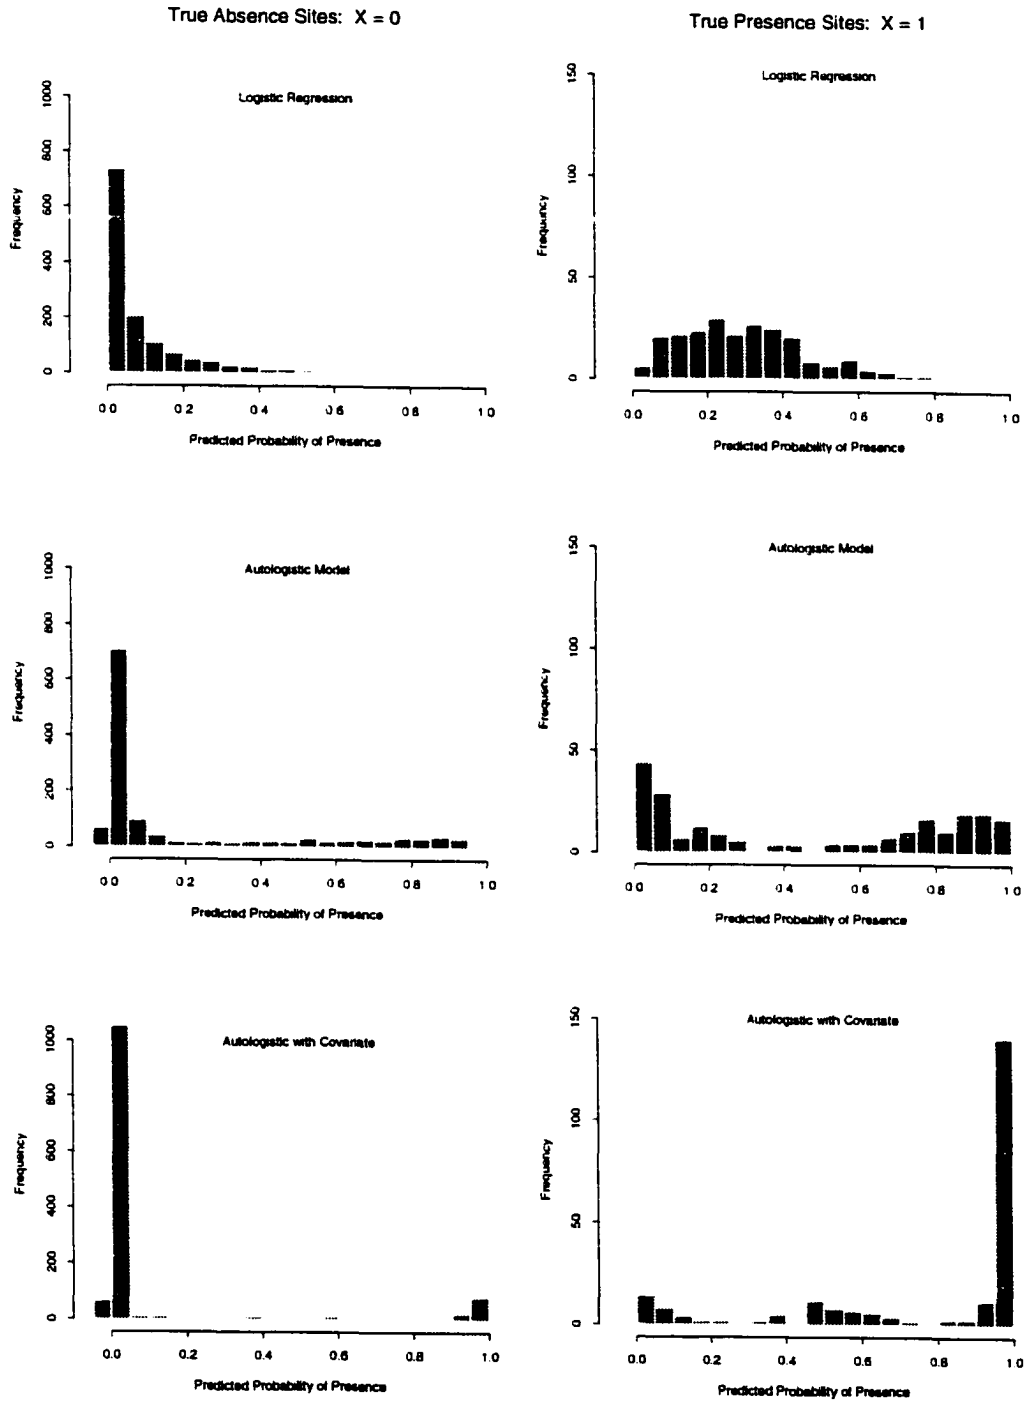 True Absence Sites: X = 0
True Presence Sites: X = 1
Logistic Regression
Frequency
0 200 400 600 800 1000
0.0 0.2 0.4 0.6 0.8 1.0
Predicted Probability of Presence
Logistic Regression
Frequency
0 50 100 150
0.0 0.2 0.4 0.6 0.8 1.0
Predicted Probability of Presence
Autologistic Model
Frequency
0 200 400 600 800 1000
0.0 0.2 0.4 0.6 0.8 1.0
Predicted Probability of Presence
Autologistic Model
Frequency
0 50 100 150
0.0 0.2 0.4 0.6 0.8 1.0
Predicted Probability of Presence
Autologistic with Covariate
Frequency
0 200 400 600 800 1000
0.0 0.2 0.4 0.6 0.8 1.0
Predicted Probability of Presence
Autologistic with Covariate
Frequency
0 50 100 150
0.0 0.2 0.4 0.6 0.8 1.0
Predicted Probability of Presence